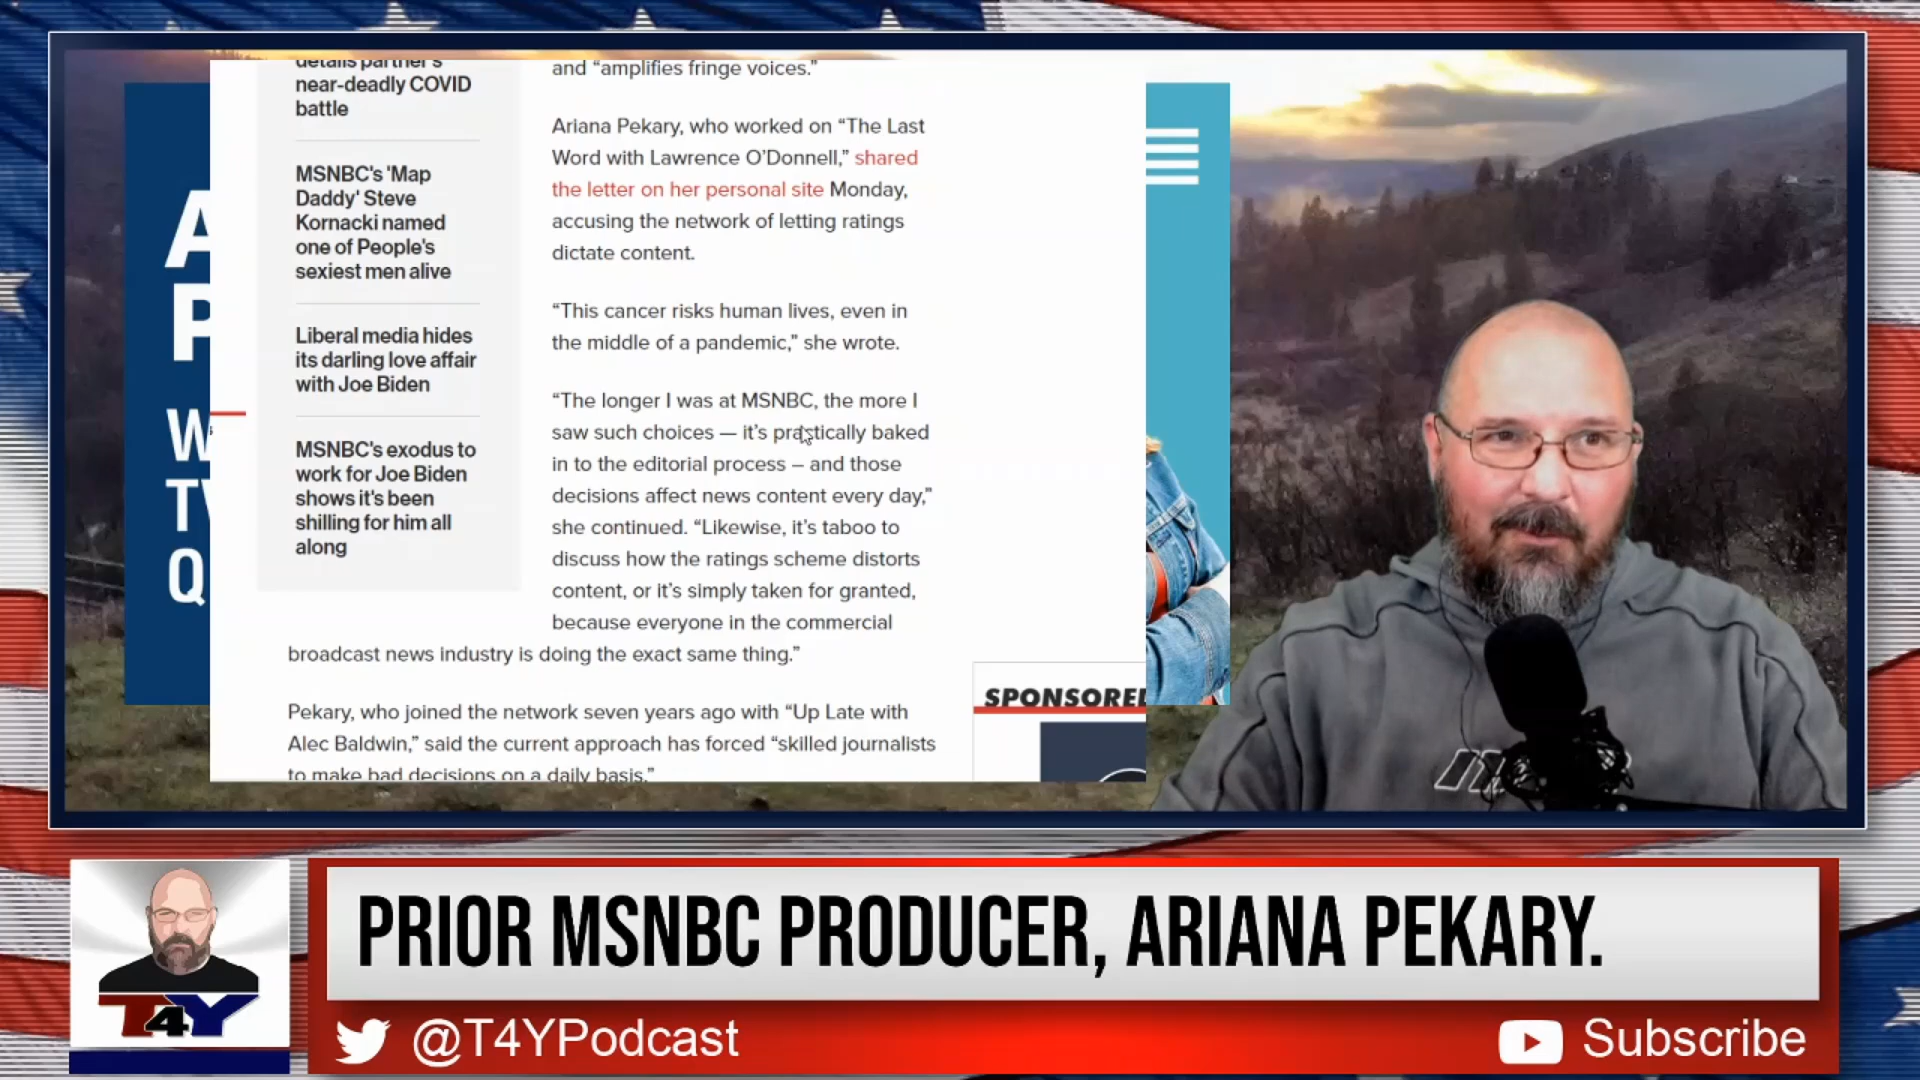 details partner's
near-deadly COVID
battle
MSNBC's 'Map
Daddy' Steve
Kornacki named
one of People's
sexiest men alive
Liberal media hides
its darling love affair
with Joe Biden
MSNBC's exodus to
work for Joe Biden
shows it's been
shilling for him all
along
and “amplifies fringe voices.”
Ariana Pekary, who worked on “The Last
Word with Lawrence O’Donnell,” shared
the letter on her personal site Monday,
accusing the network of letting ratings
dictate content.
“This cancer risks human lives, even in
the middle of a pandemic,” she wrote.
“The longer I was at MSNBC, the more I
saw such choices — it’s practically baked
in to the editorial process – and those
decisions affect news content every day,”
she continued. “Likewise, it’s taboo to
discuss how the ratings scheme distorts
content, or it’s simply taken for granted,
because everyone in the commercial
broadcast news industry is doing the exact same thing.”
Pekary, who joined the network seven years ago with “Up Late with
Alec Baldwin,” said the current approach has forced “skilled journalists
to make bad decisions on a daily basis.”
SPONSORED
A
P
W
TV
Q
PRIOR MSNBC PRODUCER, ARIANA PEKARY.
T4Y
@T4YPodcast
Subscribe